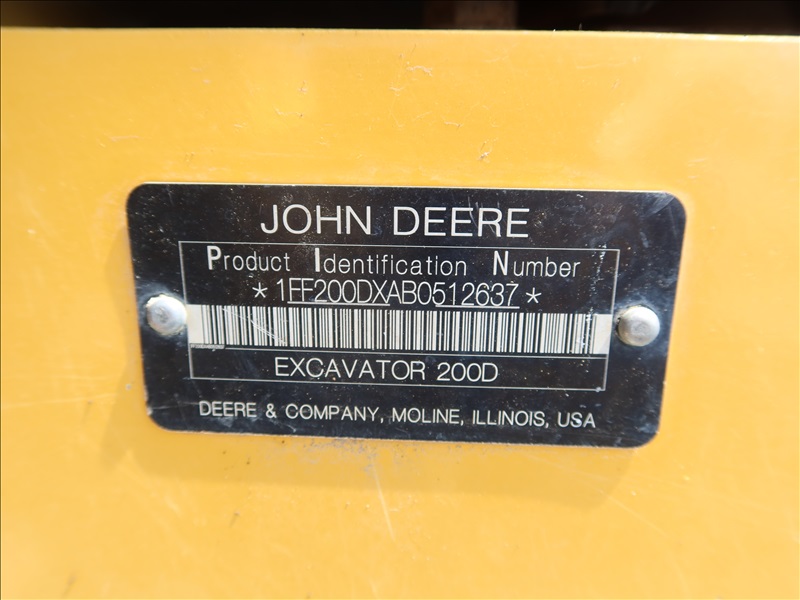 JOHN DEERE
Product Identification Number
*1FF200DXAB0512637*
EXCAVATOR 200D
DEERE & COMPANY, MOLINE, ILLINOIS, USA